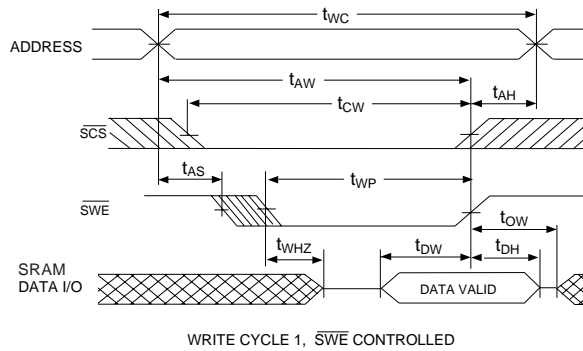 tWC
ADDRESS
tAW
tAH
tCW
SCS
tAS
tWP
SWE
tOW
tWHZ
tDW
tDH
SRAM
DATA I/O
DATA VALID
WRITE CYCLE 1, SWE CONTROLLED